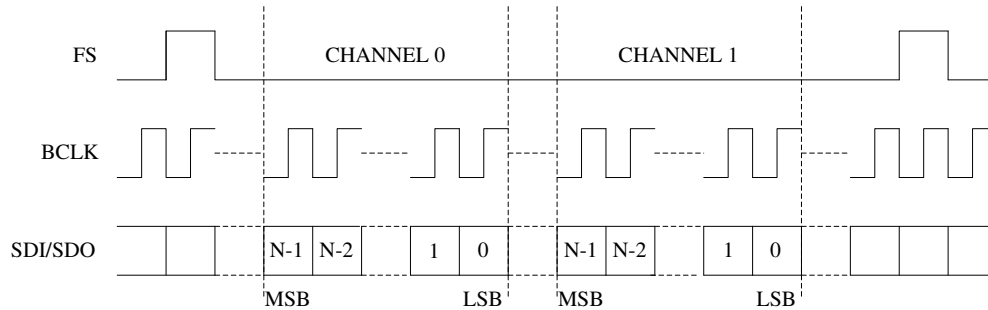 FS CHANNEL 0 CHANNEL 1
BCLK
SDI/SDO N-1 N-2 1 0 N-1 N-2 1 0
MSB LSB MSB LSB